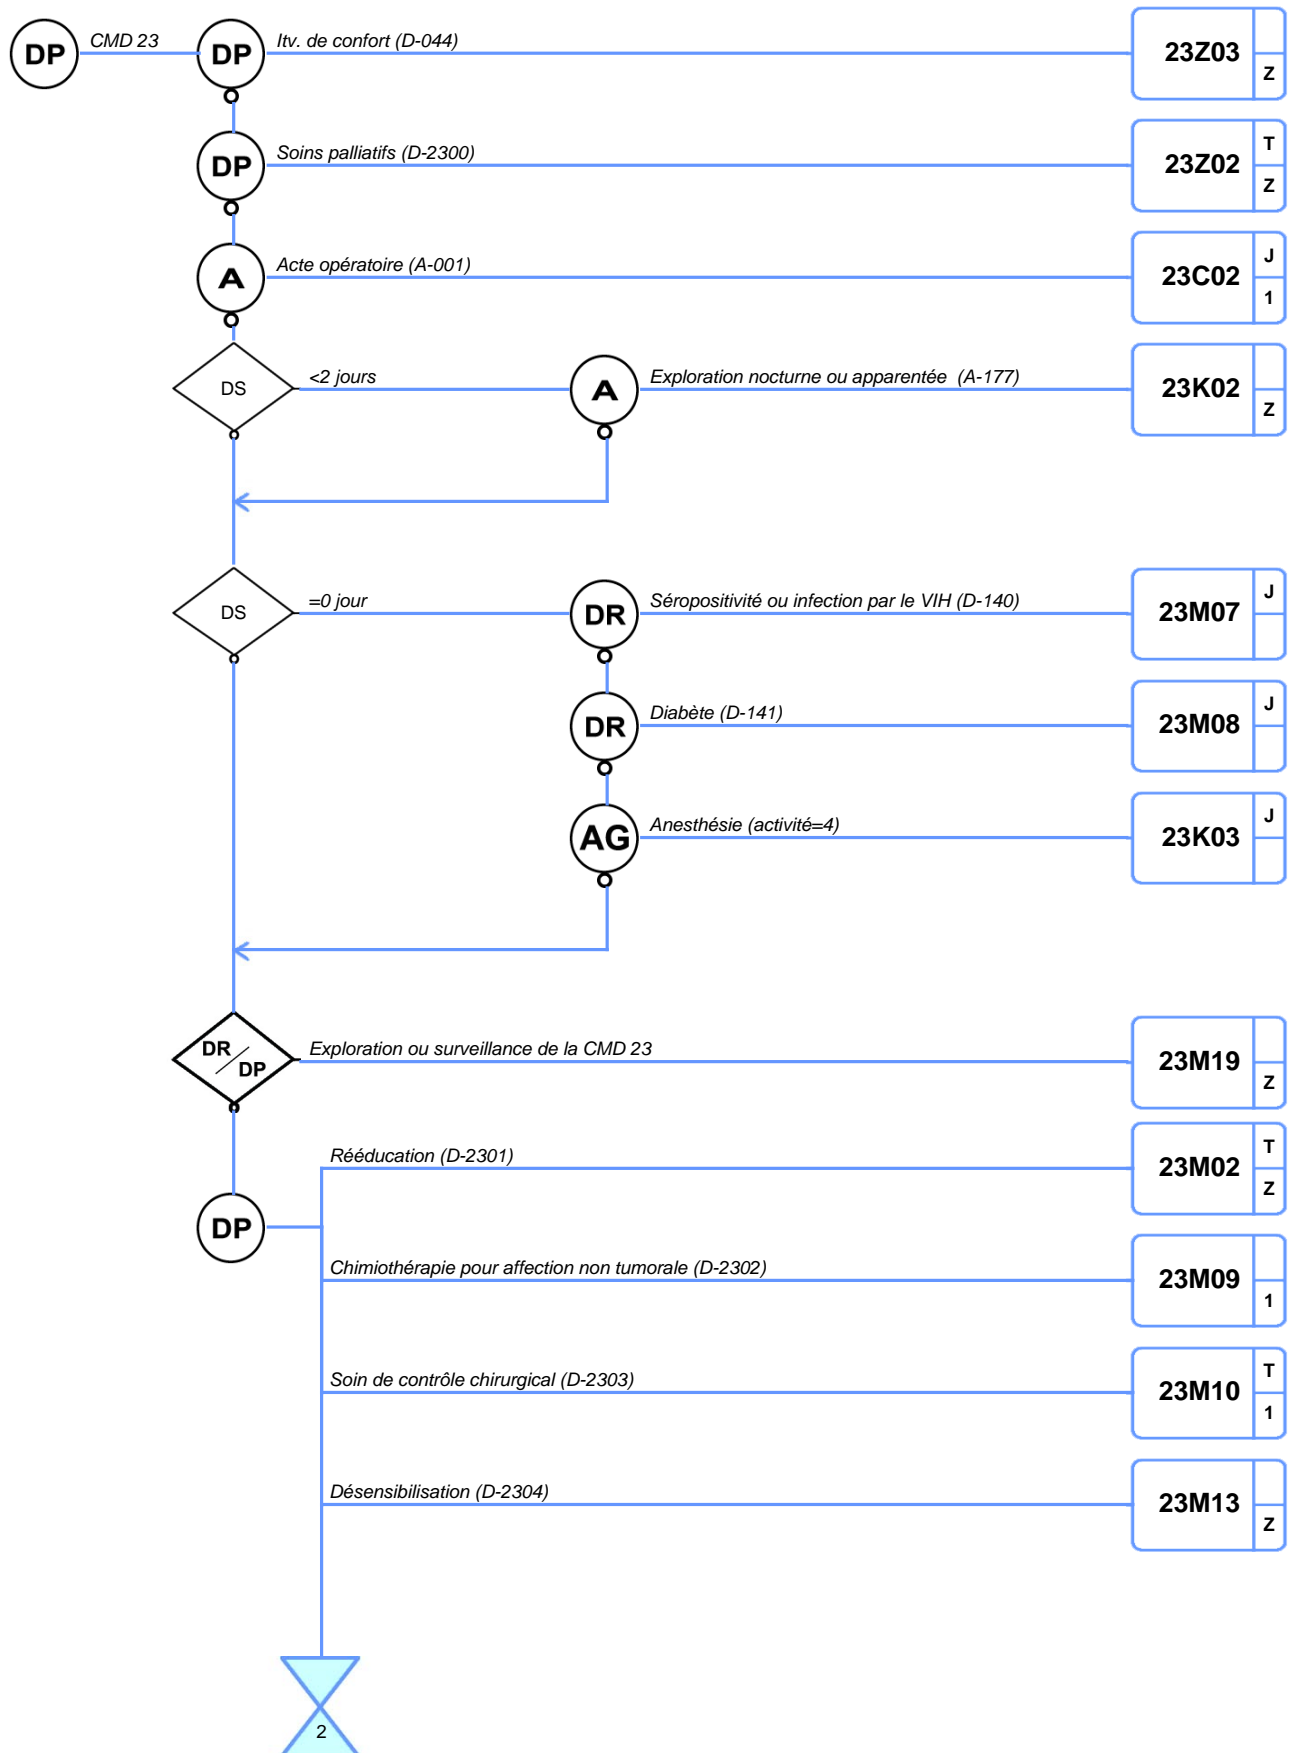 DP CMD 23 DP Itv. de confort (D-044) 23Z03 Z
DP Soins palliatifs (D-2300) 23Z02 T Z
A Acte opératoire (A-001) 23C02 J 1
DS <2 jours A Exploration nocturne ou apparentée (A-177) 23K02 Z
DS =0 jour DR Séropositivité ou infection par le VIH (D-140) 23M07 J
DR Diabète (D-141) 23M08 J
AG Anesthésie (activité=4) 23K03 J
DR/DP Exploration ou surveillance de la CMD 23 23M19 Z
Rééducation (D-2301) 23M02 T Z
DP
Chimiothérapie pour affection non tumorale (D-2302) 23M09 1
Soin de contrôle chirurgical (D-2303) 23M10 T 1
Désensibilisation (D-2304) 23M13 Z
2